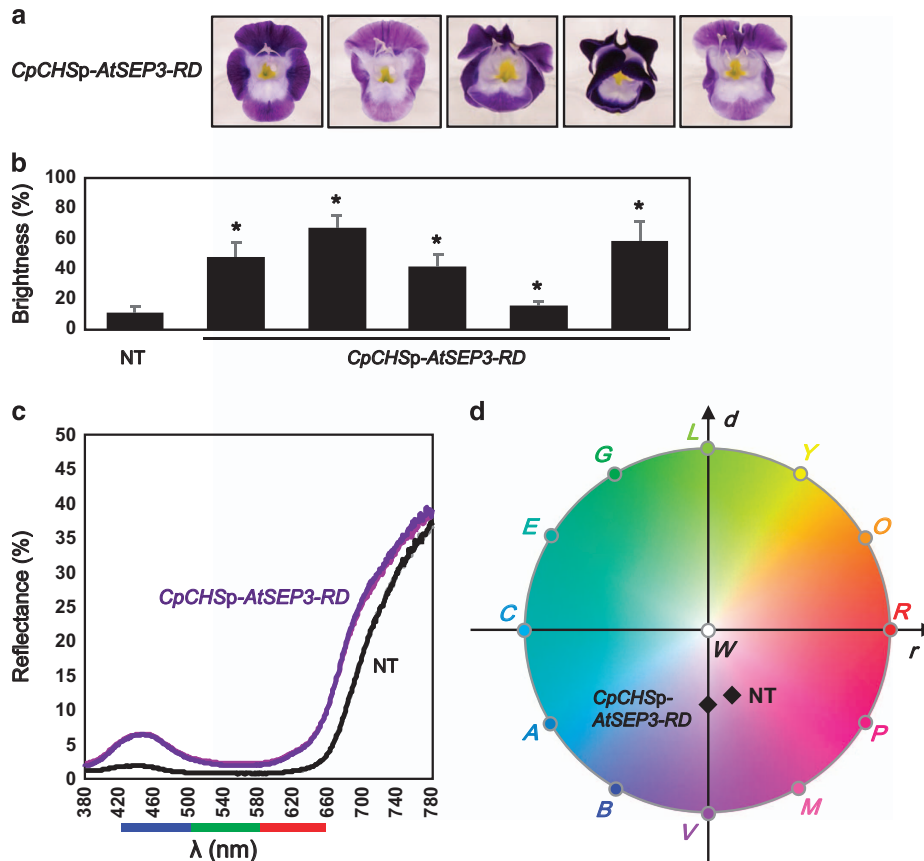 a
CpCHSp-AtSEP3-RD
b
Brightness (%)
100
80
60
40
20
0
* * * * *
NT
CpCHSp-AtSEP3-RD
c
Reflectance (%)
50
45
40
35
30
25
20
15
10
5
0
CpCHSp-AtSEP3-RD
NT
380 420 460 500 540 580 620 660 700 740 780
λ (nm)
d
d
L
G Y
E O
C R
W r
CpCHSp-
AtSEP3-RD
NT
A P
B M
V